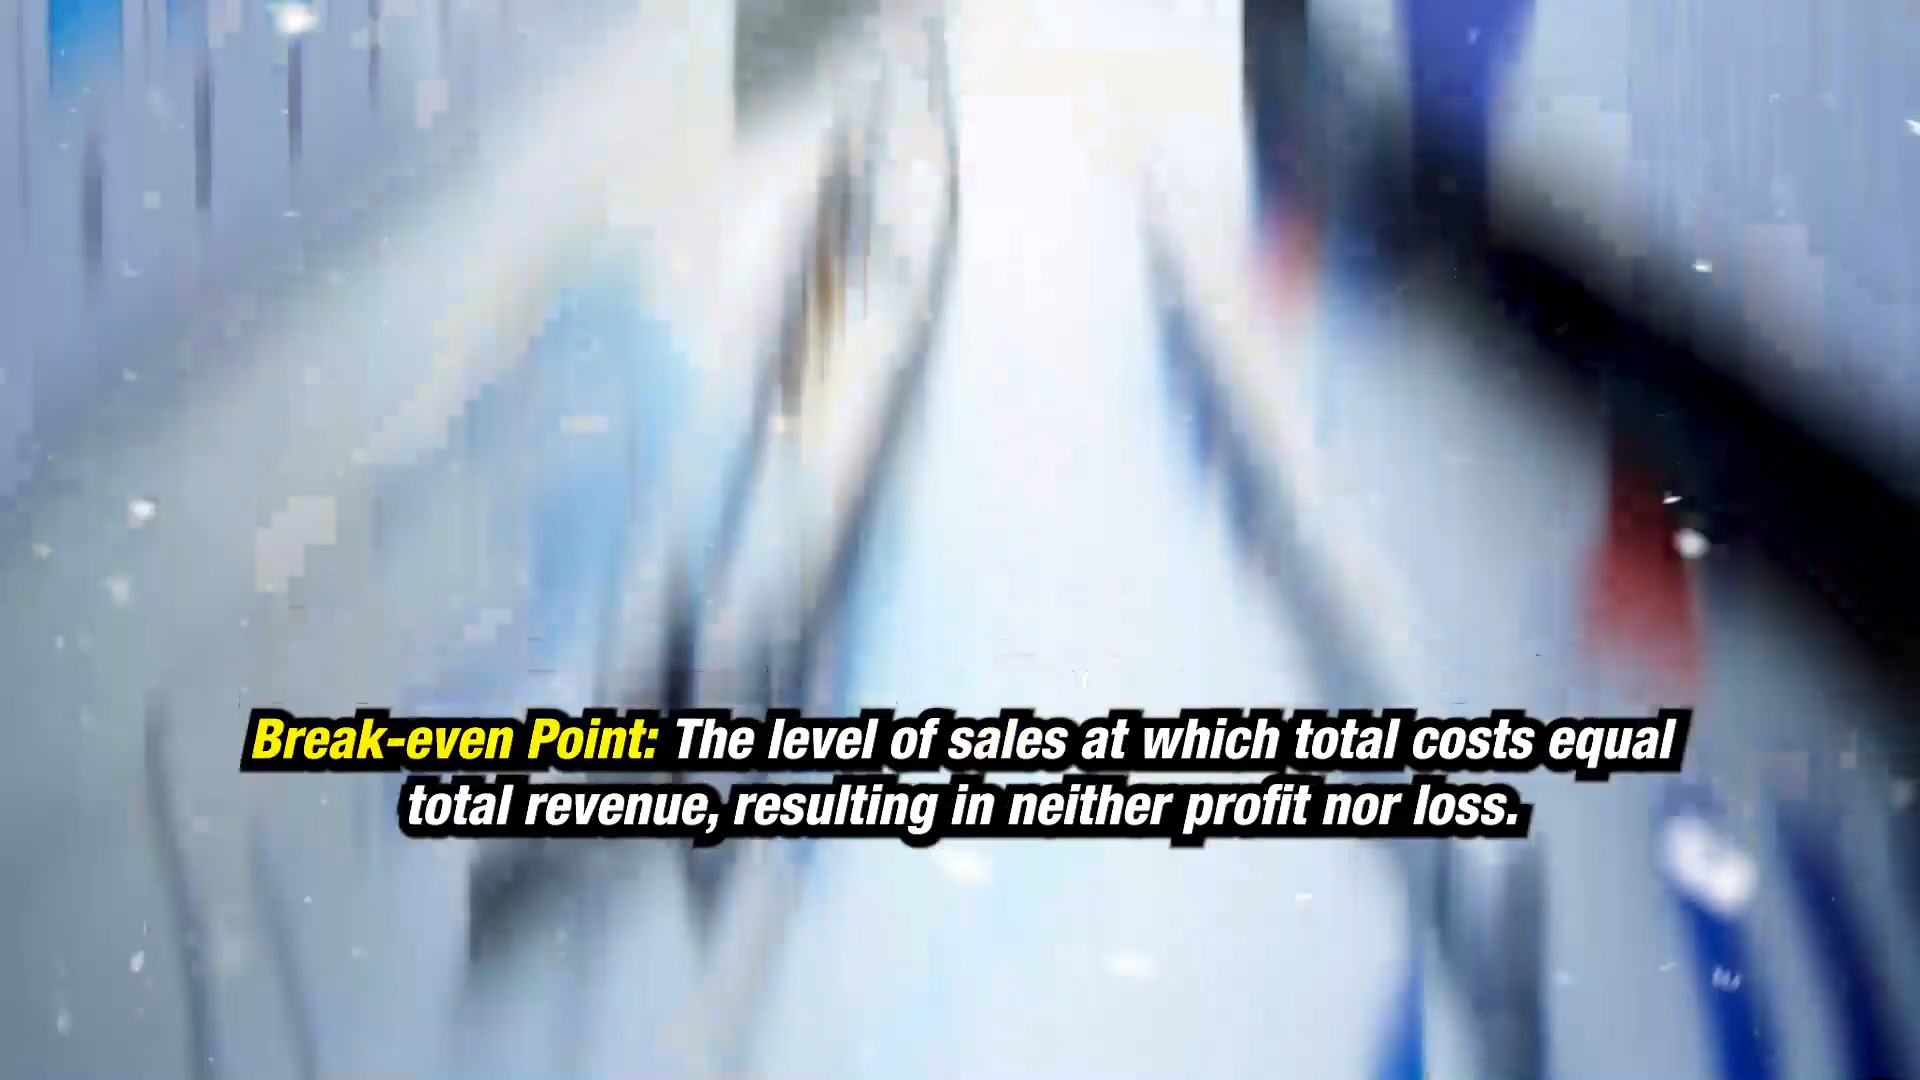 Break-even Point: The level of sales at which total costs equal
total revenue, resulting in neither profit nor loss.